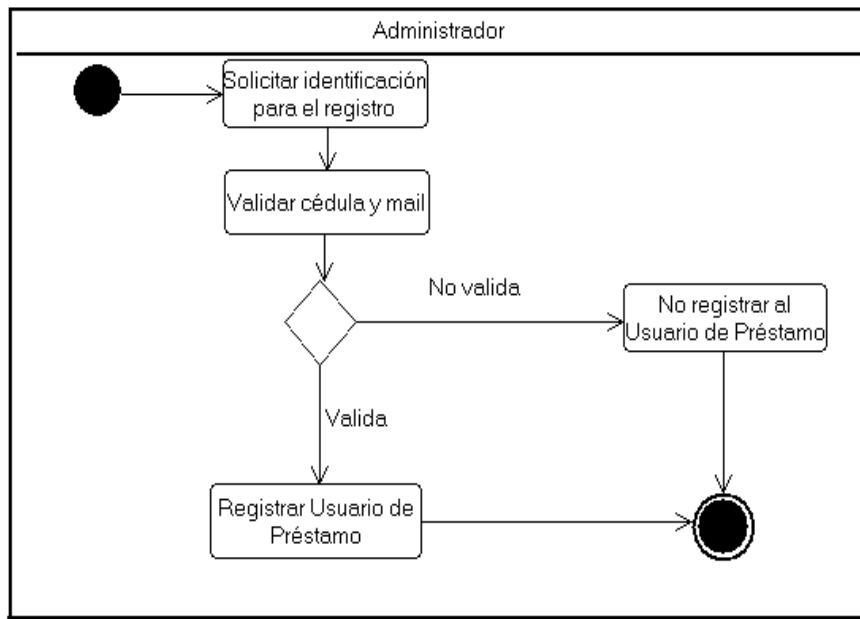 Administrador
Solicitar identificación
para el registro
Validar cédula y mail
No valida
No registrar al
Usuario de Préstamo
Valida
Registrar Usuario de
Préstamo